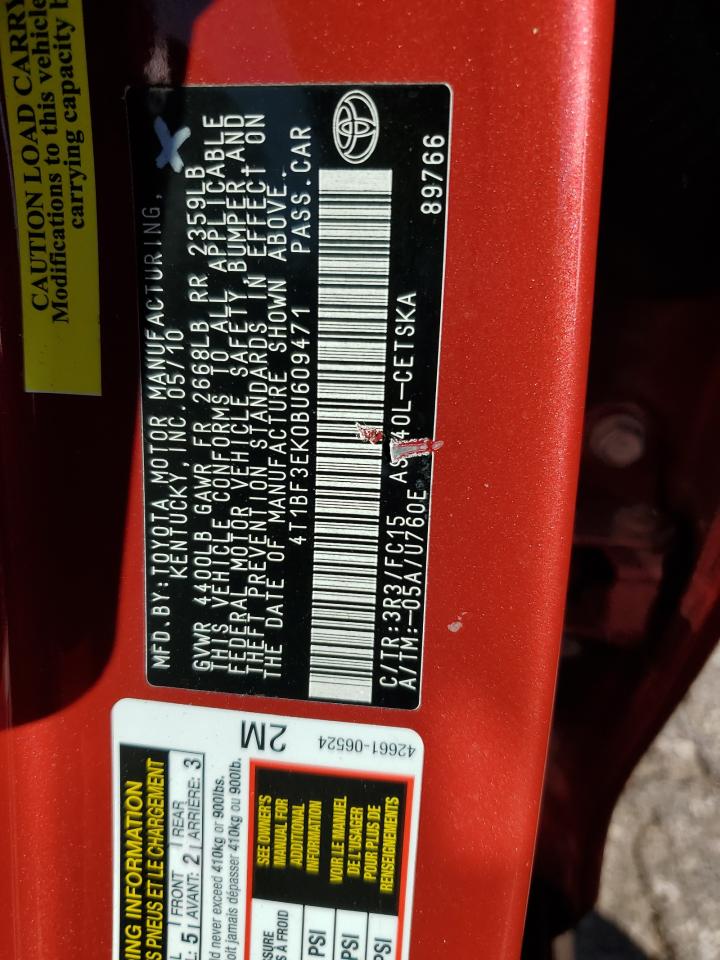 CAUTION LOAD CARRY
Modifications to this vehicle
carrying capacity b
MFD.BY:TOYOTA MOTOR MANUFACTURING,
KENTUCKY, INC.05/10
GVWR 4400LB GAWR FR 2668LB RR 2359LB
THIS VEHICLE CONFORMS TO ALL APPLICABLE
FEDERAL MOTOR VEHICLE SAFETY,BUMPER,AND
THEFT PREVENTION STANDARDS IN EFFECT ON
THE DATE OF MANUFACTURE SHOWN ABOVE.
4T1BF3EK0BU609471 PASS.CAR
C/TR:3R3/FC15
A/TM:-05A/U760E AS 40L-CETSKA
89766
2M
42661-06524
ING INFORMATION
S PNEUS ET LE CHARGEMENT
L FRONT REAR
L: 5 AVANT: 2 ARRIÈRE: 3
ld never exceed 410kg or 900lbs.
oit jamais dépasser 410kg ou 900lb.
SEE OWNER'S
MANUAL FOR
ADDITIONAL
INFORMATION
VOIR LE MANUEL
DE L'USAGER
POUR PLUS DE
RENSEIGNEMENTS
SSURE
S À FROID
PSI
PSI
PSI